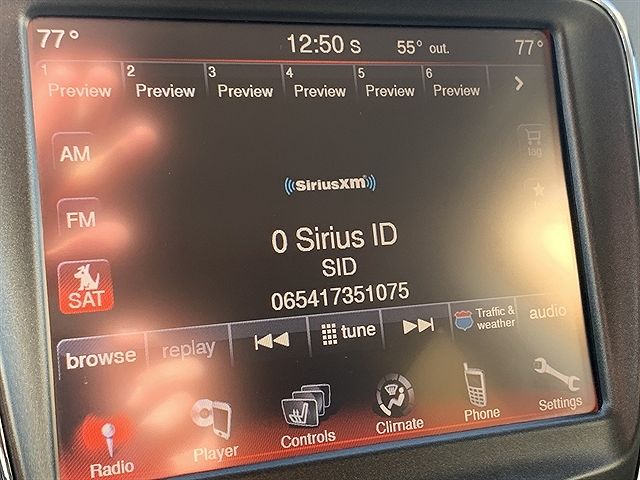 77° 12:50 S 55° out. 77°
1 2 3 4 5 6
Preview Preview Preview Preview Preview Preview >
AM
tag
SiriusXM
FM
0 Sirius ID
SID
SAT
065417351075
browse replay tune Traffic & weather audio
Radio Player Controls Climate Phone Settings